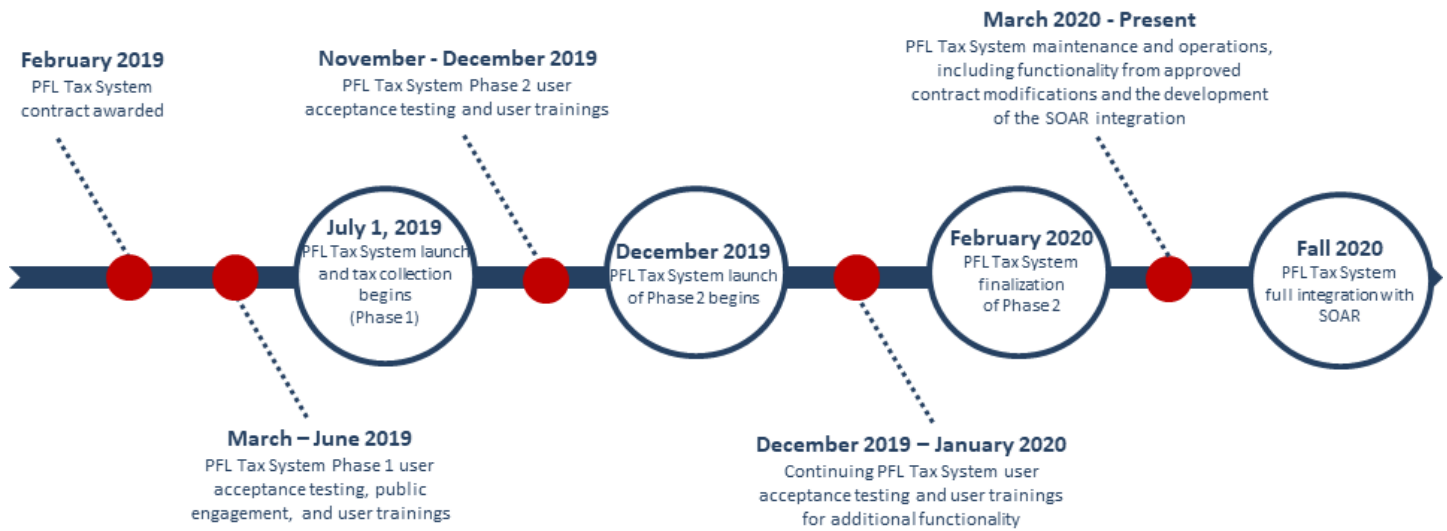 February 2019
PFL Tax System
contract awarded
March – June 2019
PFL Tax System Phase 1 user
acceptance testing, public
engagement, and user trainings
July 1, 2019
PFL Tax System launch
and tax collection
begins
(Phase 1)
November - December 2019
PFL Tax System Phase 2 user
acceptance testing and user trainings
December 2019
PFL Tax System launch
of Phase 2 begins
December 2019 – January 2020
Continuing PFL Tax System user
acceptance testing and user trainings
for additional functionality
February 2020
PFL Tax System
finalization
of Phase 2
March 2020 - Present
PFL Tax System maintenance and operations,
including functionality from approved
contract modifications and the development
of the SOAR integration
Fall 2020
PFL Tax System
full integration with
SOAR